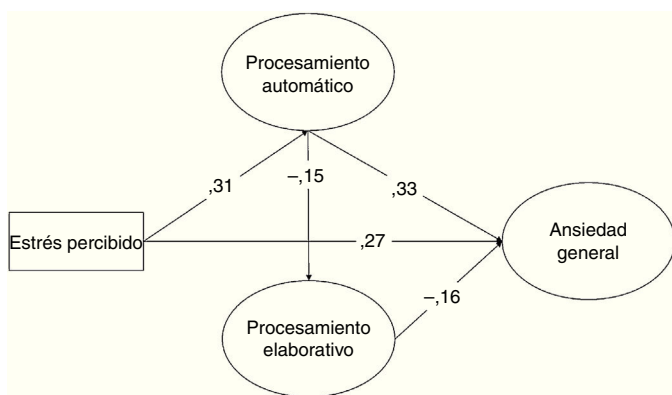 Procesamiento
automático
,31
–,15
,33
Estrés percibido
,27
Ansiedad
general
Procesamiento
elaborativo
–,16